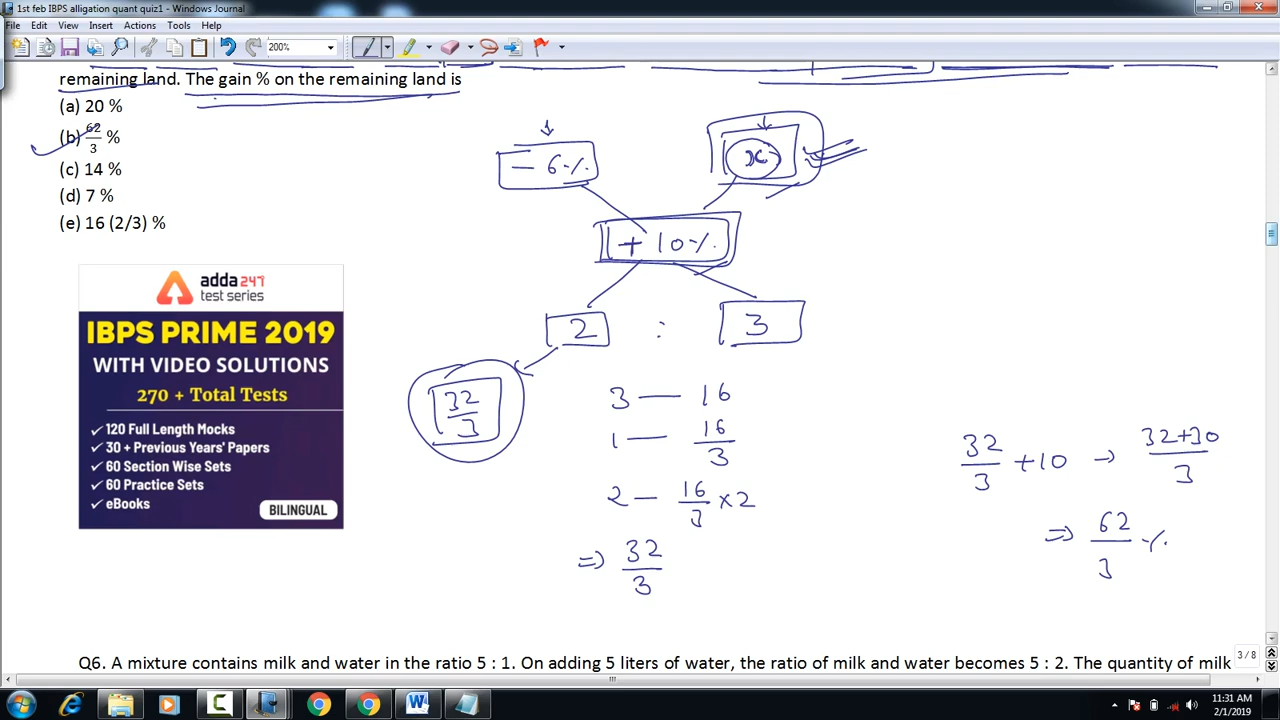 1st feb IBPS alligation quant quiz1 - Windows Journal
File Edit View Insert Actions Tools Help
200%
remaining land. The gain % on the remaining land is
(a) 20 %
(b) 62/3 %
(c) 14 %
(d) 7 %
(e) 16 (2/3) %
- 6 %
x
+ 10 %
2 : 3
32/3
3 — 16
1 — 16/3
2 — 16/3 × 2
⇒ 32/3
32/3 + 10 → 32+30/3
⇒ 62/3 %
adda247
test series
IBPS PRIME 2019
WITH VIDEO SOLUTIONS
270 + Total Tests
✓ 120 Full Length Mocks
✓ 30 + Previous Years' Papers
✓ 60 Section Wise Sets
✓ 60 Practice Sets
✓ eBooks
BILINGUAL
Q6. A mixture contains milk and water in the ratio 5 : 1. On adding 5 liters of water, the ratio of milk and water becomes 5 : 2. The quantity of milk
3 / 8
11:31 AM
2/1/2019